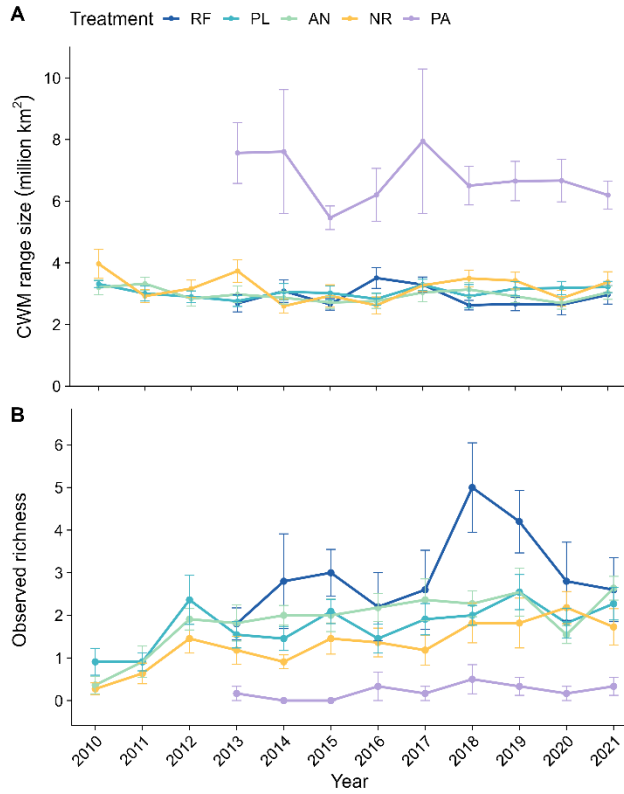 A
Treatment RF PL AN NR PA
CWM range size (million km²)
10
8
6
4
2
0
B
Observed richness
6
5
4
3
2
1
0
2010 2011 2012 2013 2014 2015 2016 2017 2018 2019 2020 2021
Year